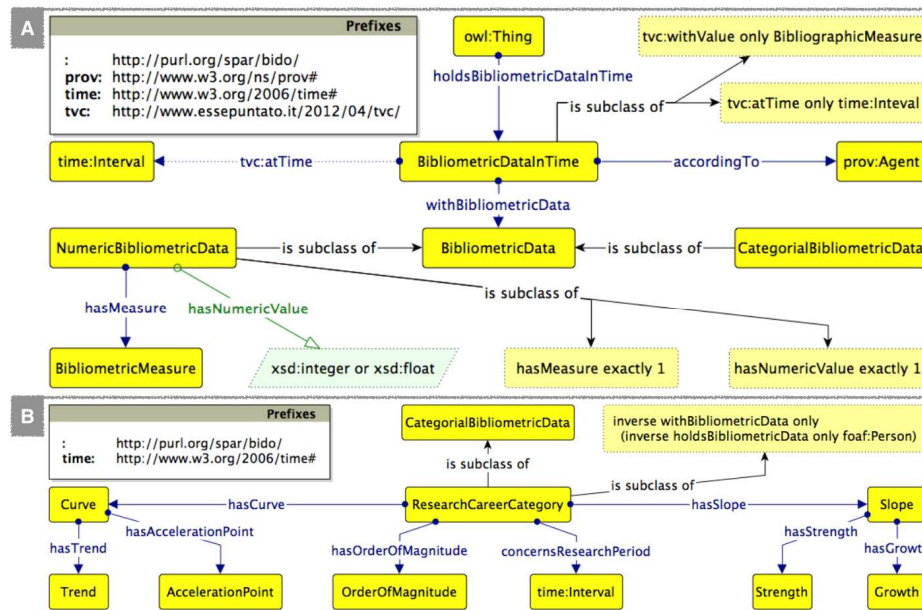 A
Prefixes
: http://purl.org/spar/bido/
prov: http://www.w3.org/ns/prov#
time: http://www.w3.org/2006/time#
tvc: http://www.essepuntato.it/2012/04/tvc/
owl:Thing
tvc:withValue only BibliographicMeasure
holdsBibliometricDataInTime
is subclass of
tvc:atTime only time:Inteval
time:Interval
tvc:atTime
BibliometricDataInTime
accordingTo
prov:Agent
withBibliometricData
NumericBibliometricData
is subclass of
BibliometricData
is subclass of
CategorialBibliometricData
is subclass of
hasMeasure
hasNumericValue
BibliometricMeasure
xsd:integer or xsd:float
hasMeasure exactly 1
hasNumericValue exactly 1
B
Prefixes
: http://purl.org/spar/bido/
time: http://www.w3.org/2006/time#
CategorialBibliometricData
inverse withBibliometricData only
(inverse holdsBibliometricData only foaf:Person)
is subclass of
is subclass of
Curve
hasCurve
ResearchCareerCategory
hasSlope
Slope
hasAccelerationPoint
hasTrend
hasOrderOfMagnitude
concernsResearchPeriod
hasStrength
hasGrowt
Trend
AccelerationPoint
OrderOfMagnitude
time:Interval
Strength
Growth